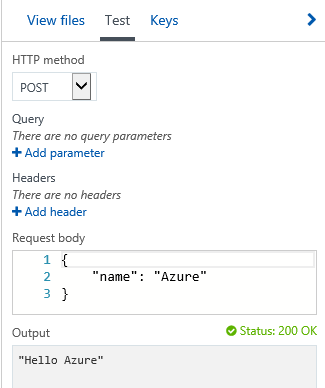 View files Test Keys
HTTP method
POST
Query
There are no query parameters
+ Add parameter
Headers
There are no headers
+ Add header
Request body
1 {
2 "name": "Azure"
3 }
Output Status: 200 OK
"Hello Azure"